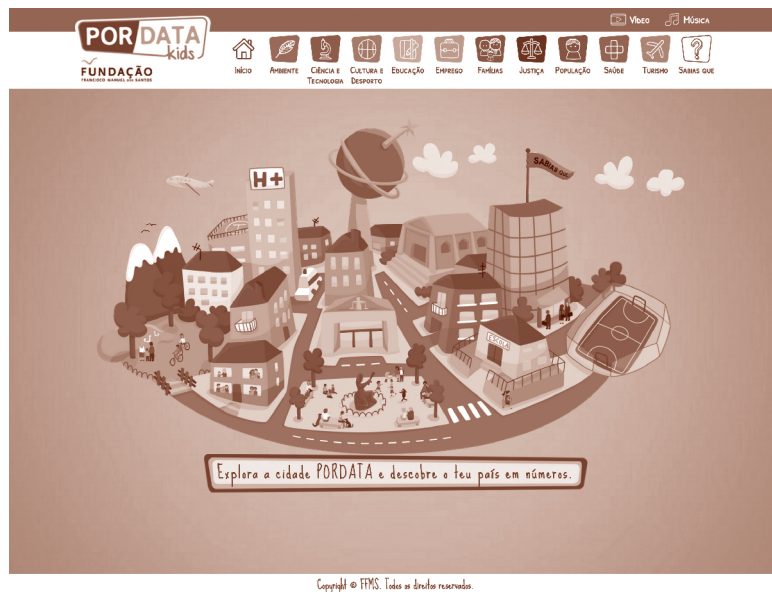 VÍDEO MÚSICA
PORDATA
kids
FUNDAÇÃO
FRANCISCO MANUEL DOS SANTOS
INÍCIO
AMBIENTE
CIÊNCIA E
TECNOLOGIA
CULTURA E
DESPORTO
EDUCAÇÃO
EMPREGO
FAMÍLIAS
JUSTIÇA
POPULAÇÃO
SAÚDE
TURISMO
SABIAS QUE
SABIAS QUE
H+
ESCOLA
Explora a cidade PORDATA e descobre o teu país em números.
Copyright © FFMS. Todos os direitos reservados.